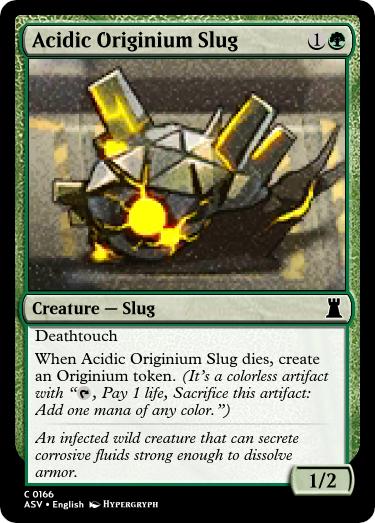 Acidic Originium Slug 1
Creature — Slug
Deathtouch
When Acidic Originium Slug dies, create
an Originium token. (It's a colorless artifact
with “, Pay 1 life, Sacrifice this artifact:
Add one mana of any color.”)
An infected wild creature that can secrete
corrosive fluids strong enough to dissolve
armor.
1/2
C 0166
ASV • English HYPERGRYPH